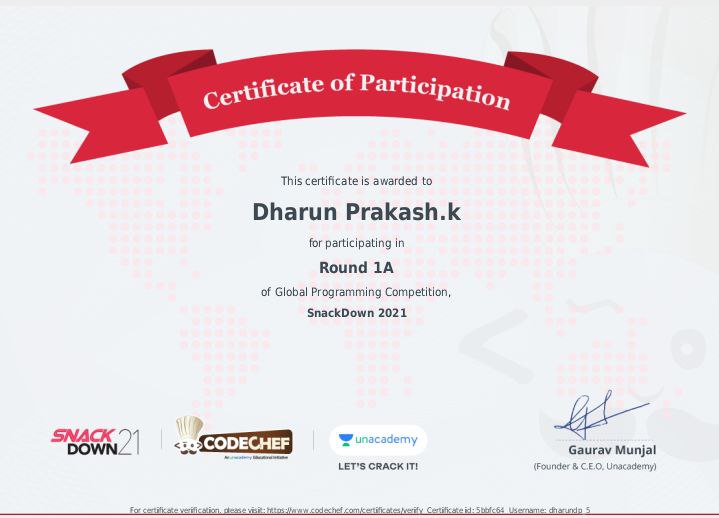 Certificate of Participation
This certificate is awarded to
Dharun Prakash.k
for participating in
Round 1A
of Global Programming Competition,
SnackDown 2021
SNACK
DOWN21
CODECHEF
An unacademy Educational Initiative
unacademy
LET'S CRACK IT!
Gaurav Munjal
(Founder & C.E.O, Unacademy)
For certificate verification, please visit: https://www.codechef.com/certificates/verify Certificate id: 5bbfc64 Username: dharundp_5